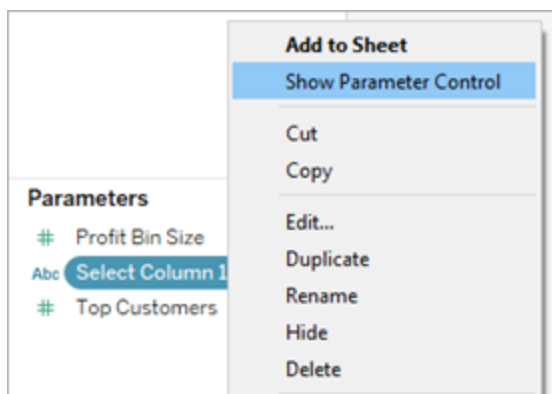 Add to Sheet
Show Parameter Control
Cut
Copy
Parameters
Edit...
# Profit Bin Size
Duplicate
Abc Select Column 1
Rename
# Top Customers
Hide
Delete